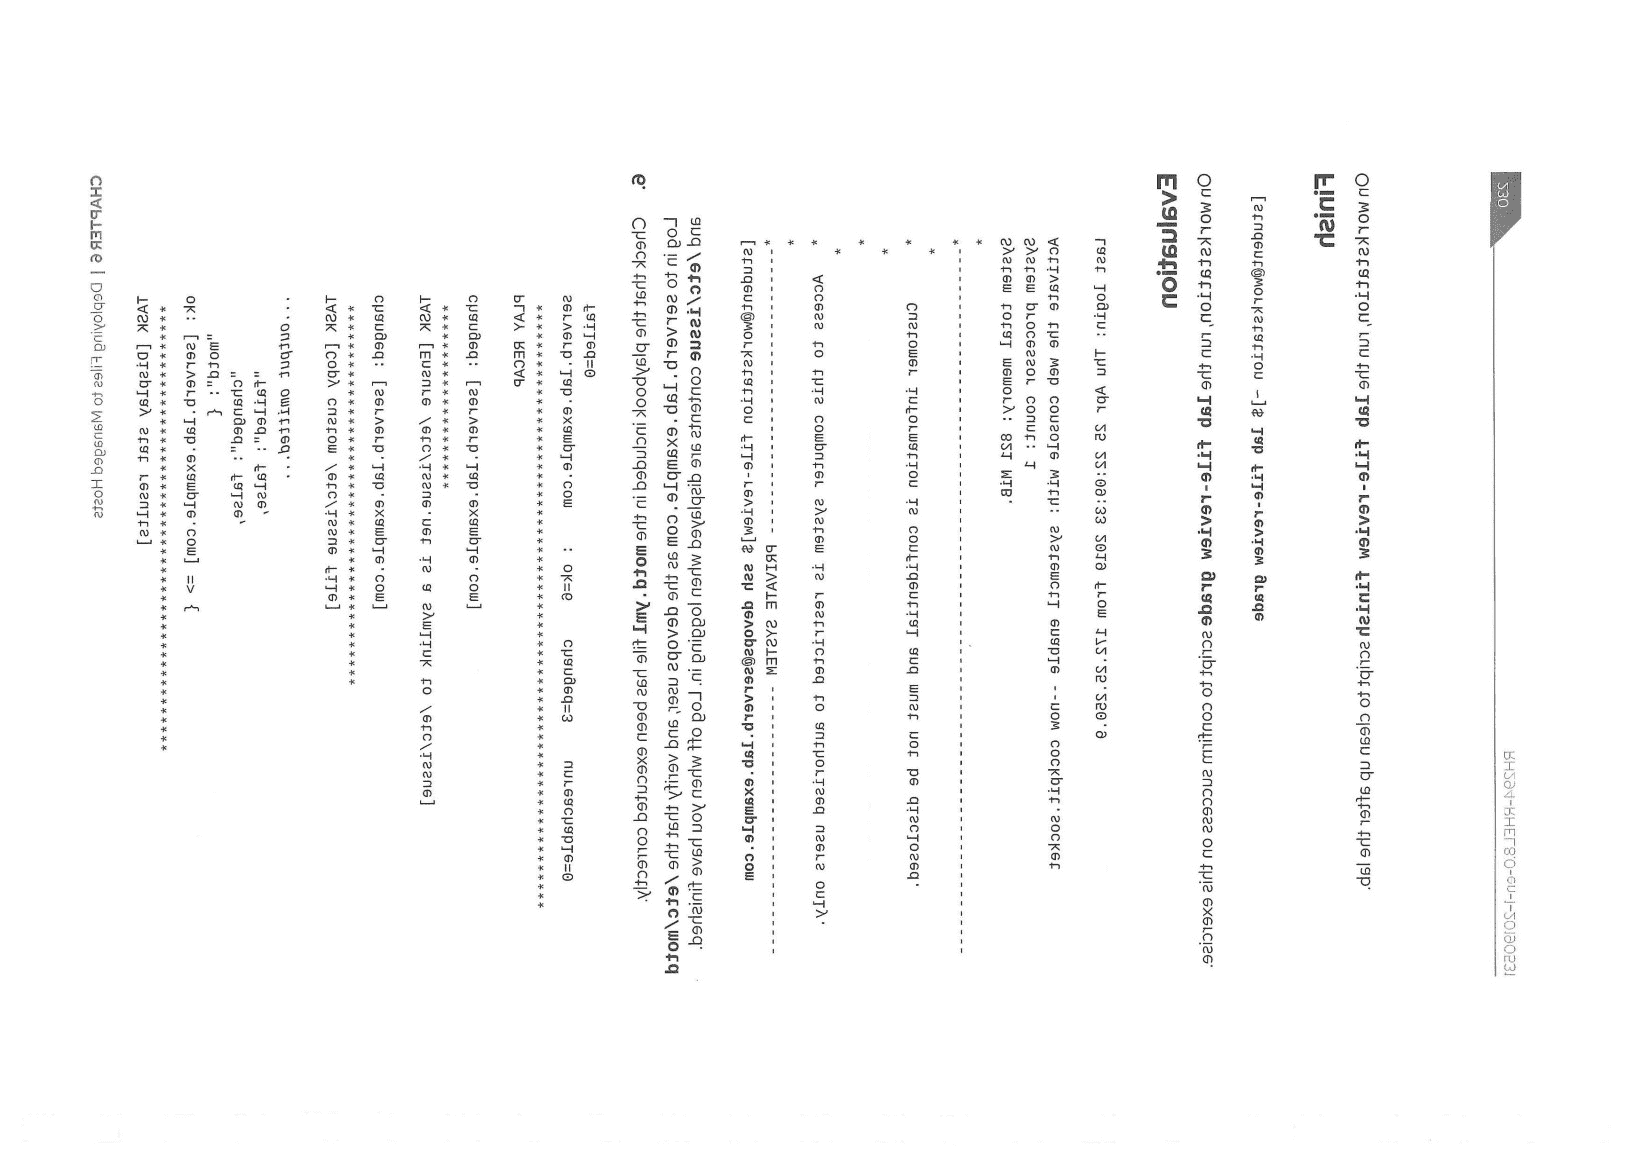 CHAPTER 6 | Deploying Files to Managed Hosts
TASK [Display stat results]
************************************************
ok: [serverd.lab.example.com] => {
"motd": {
"changed": false,
"failed": false,
...output omitted...
TASK [Copy custom /etc/issue file]
*****************************************
changed: [serverd.lab.example.com]
TASK [Ensure /etc/issue.net is a symlink to /etc/issue]
********************
changed: [serverd.lab.example.com]
PLAY RECAP
*****************************************************************
serverd.lab.example.com : ok=6 changed=3 unreachable=0
failed=0
6. Check that the playbook included in the motd.yml file has been executed correctly.
Log in to serverd.lab.example.com as the devops user, and verify that the /etc/motd
and /etc/issue contents are displayed when logging in. Log off when you have finished.
[student@workstation file-review]$ ssh devops@serverd.lab.example.com
*------------------------------- PRIVATE SYSTEM -----------------------------
* *
* Access to this computer system is restricted to authorised users only.
* *
* *
* Customer information is confidential and must not be disclosed.
* *
*-----------------------------------------------------------------------------
*
System total memory: 821 MiB.
System processor count: 1
Activate the web console with: systemctl enable --now cockpit.socket
Last login: Thu Apr 25 22:09:33 2019 from 172.25.250.9
Evaluation
On workstation, run the lab file-review grade script to confirm success on this exercise.
[student@workstation ~]$ lab file-review grade
Finish
On workstation, run the lab file-review finish script to clean up after the lab.
230
RH294-RHEL8.0-en-1-20190531